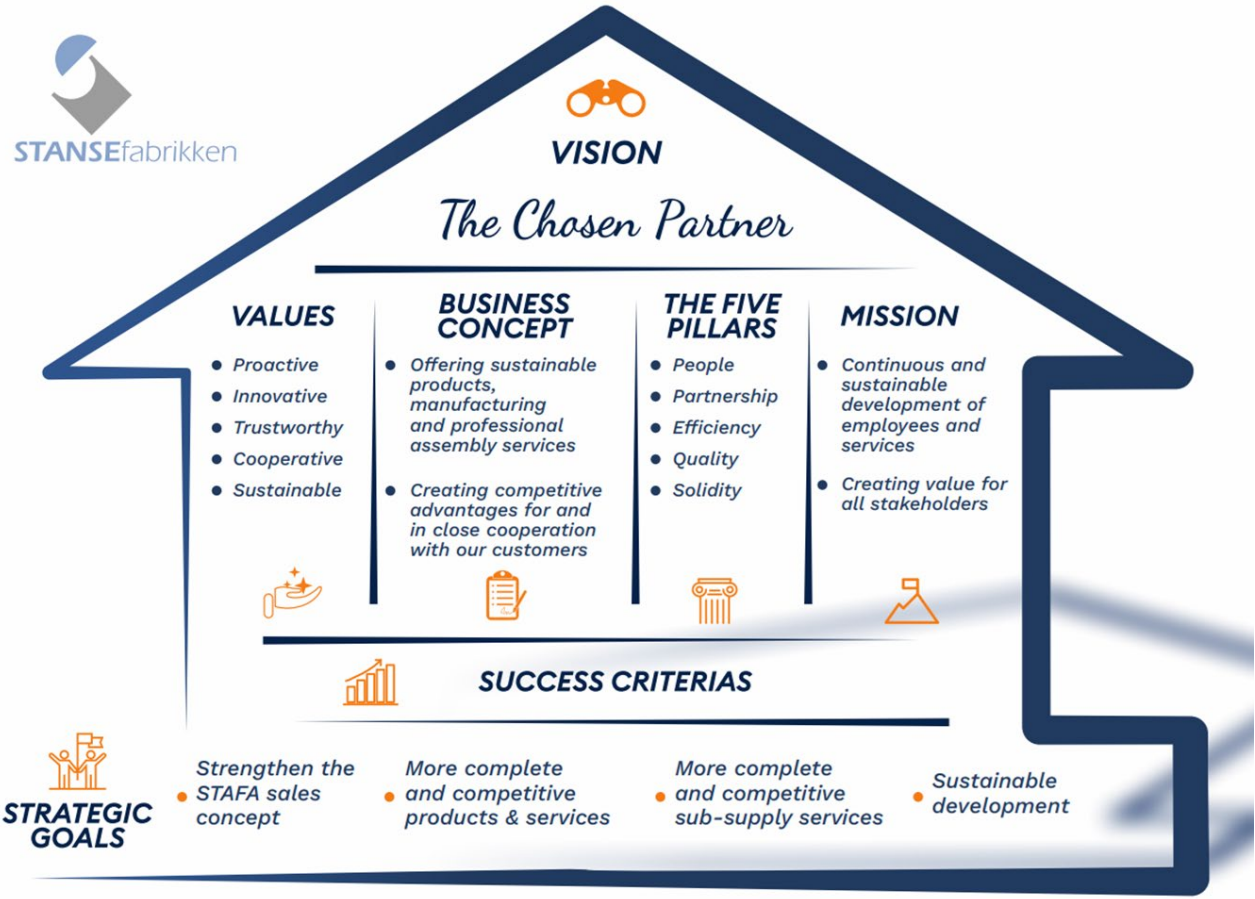 STANSEfabrikken
VISION
The Chosen Partner
VALUES
Proactive
Innovative
Trustworthy
Cooperative
Sustainable
BUSINESS
CONCEPT
Offering sustainable
products,
manufacturing
and professional
assembly services
Creating competitive
advantages for and
in close cooperation
with our customers
THE FIVE
PILLARS
People
Partnership
Efficiency
Quality
Solidity
MISSION
Continuous and
sustainable
development of
employees and
services
Creating value for
all stakeholders
SUCCESS CRITERIAS
STRATEGIC
GOALS
Strengthen the
STAFA sales
concept
More complete
and competitive
products & services
More complete
and competitive
sub-supply services
Sustainable
development